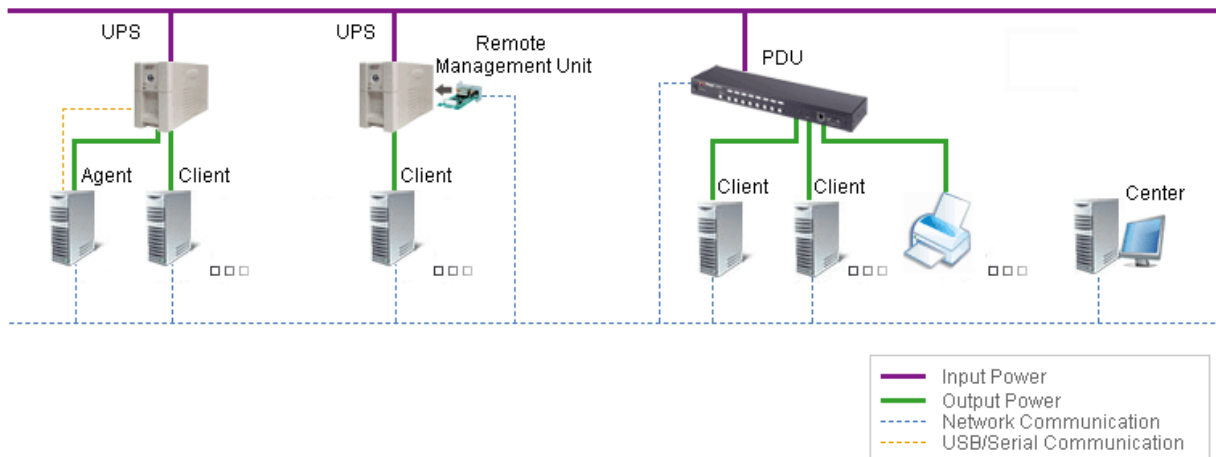 UPS
UPS
Remote
Management Unit
PDU
Agent
Client
Client
Client
Client
Center
Input Power
Output Power
Network Communication
USB/Serial Communication